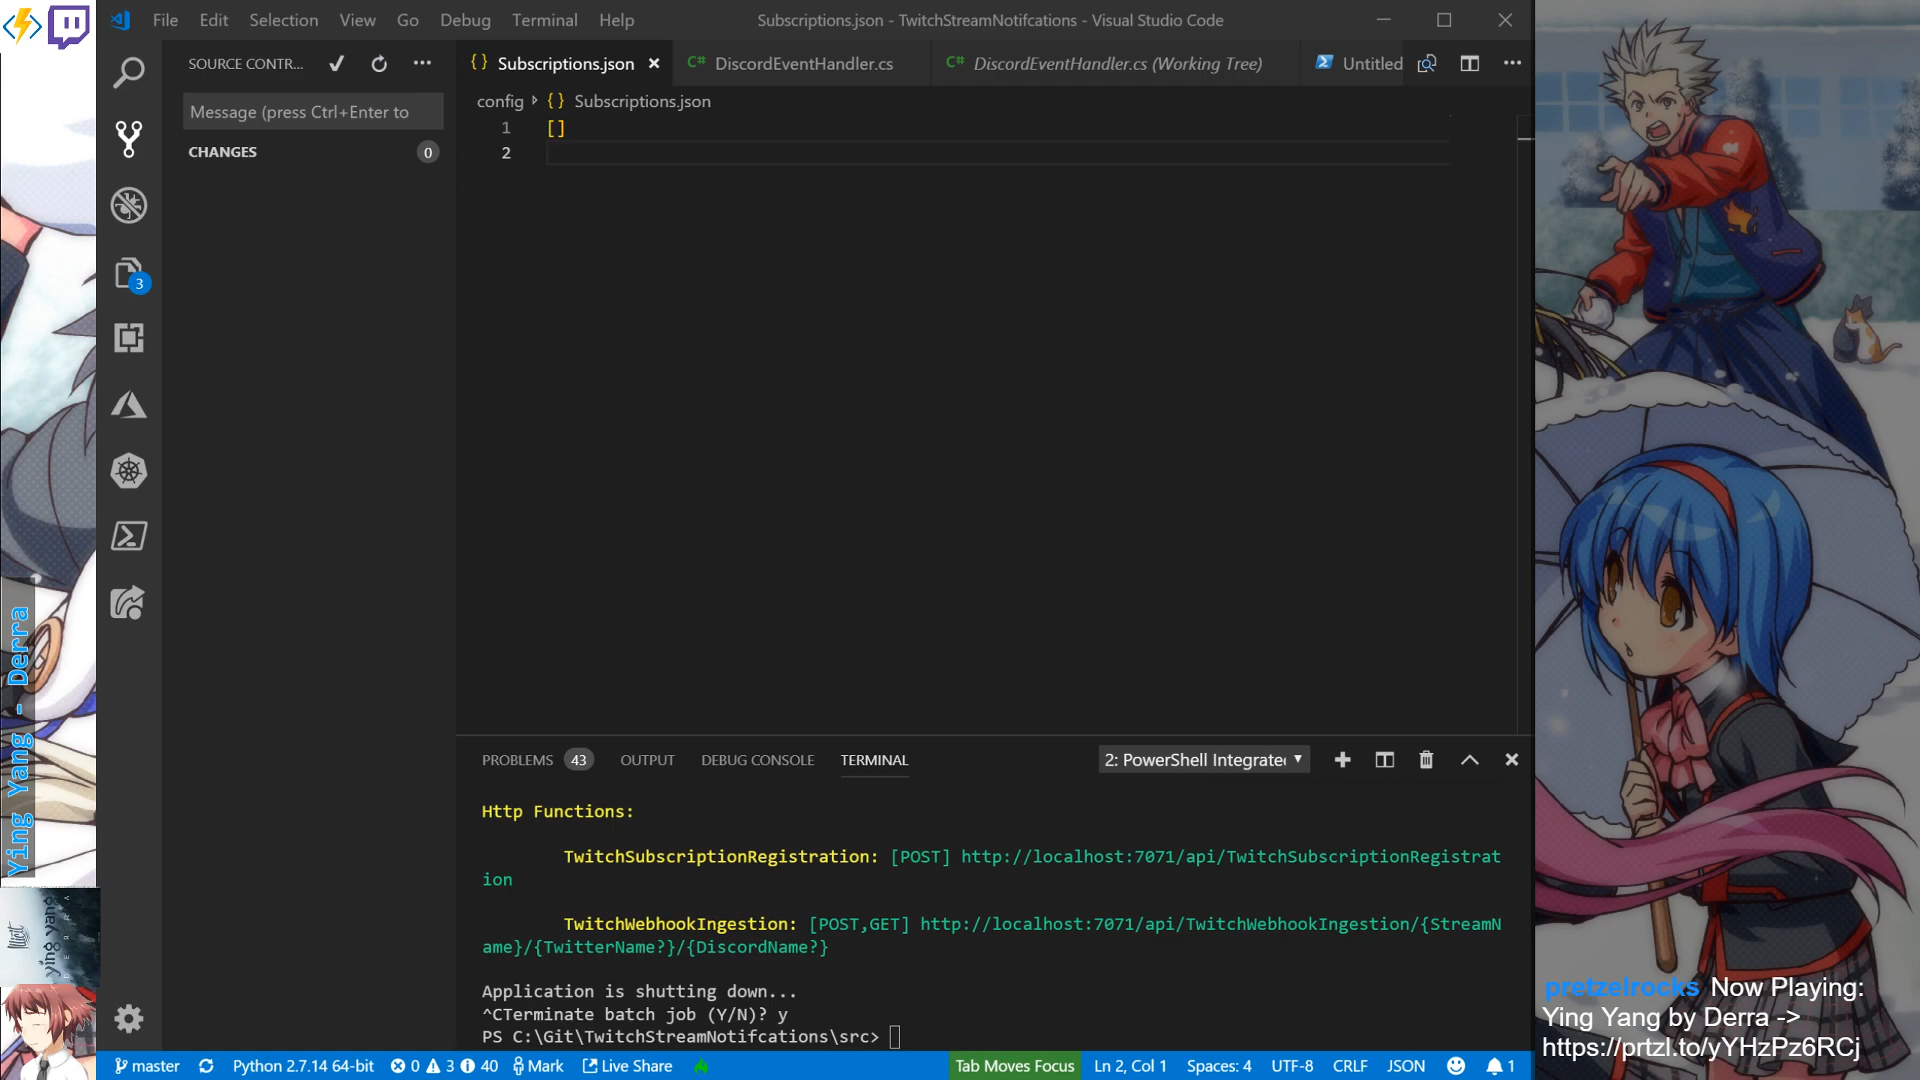 File Edit Selection View Go Debug Terminal Help
Subscriptions.json - TwitchStreamNotifcations - Visual Studio Code
SOURCE CONTR...
{ } Subscriptions.json
C# DiscordEventHandler.cs
C# DiscordEventHandler.cs (Working Tree)
Untitled
Message (press Ctrl+Enter to
config { } Subscriptions.json
1 []
2
CHANGES 0
3
PROBLEMS 43 OUTPUT DEBUG CONSOLE TERMINAL
2: PowerShell Integrate
Http Functions:
TwitchSubscriptionRegistration: [POST] http://localhost:7071/api/TwitchSubscriptionRegistrat
ion
TwitchWebhookIngestion: [POST,GET] http://localhost:7071/api/TwitchWebhookIngestion/{StreamN
ame}/{TwitterName?}/{DiscordName?}
Application is shutting down...
^CTerminate batch job (Y/N)? y
PS C:\Git\TwitchStreamNotifcations\src>
master Python 2.7.14 64-bit 0 3 40 Mark Live Share
Tab Moves Focus Ln 2, Col 1 Spaces: 4 UTF-8 CRLF JSON 1
Ying Yang - Derra
ying yang
DERRA
pretzelrocks Now Playing:
Ying Yang by Derra ->
https://prtzl.to/yYHzPz6RCj